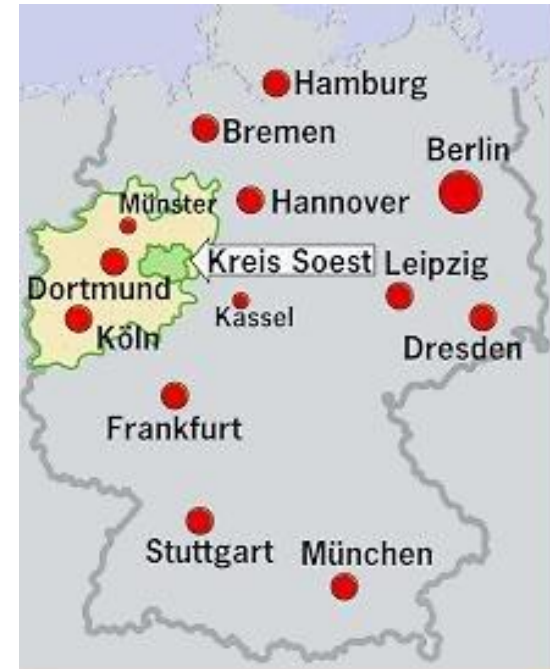 Hamburg
Bremen
Berlin
Münster
Hannover
Kreis Soest
Leipzig
Dortmund
Kassel
Köln
Dresden
Frankfurt
Stuttgart
München